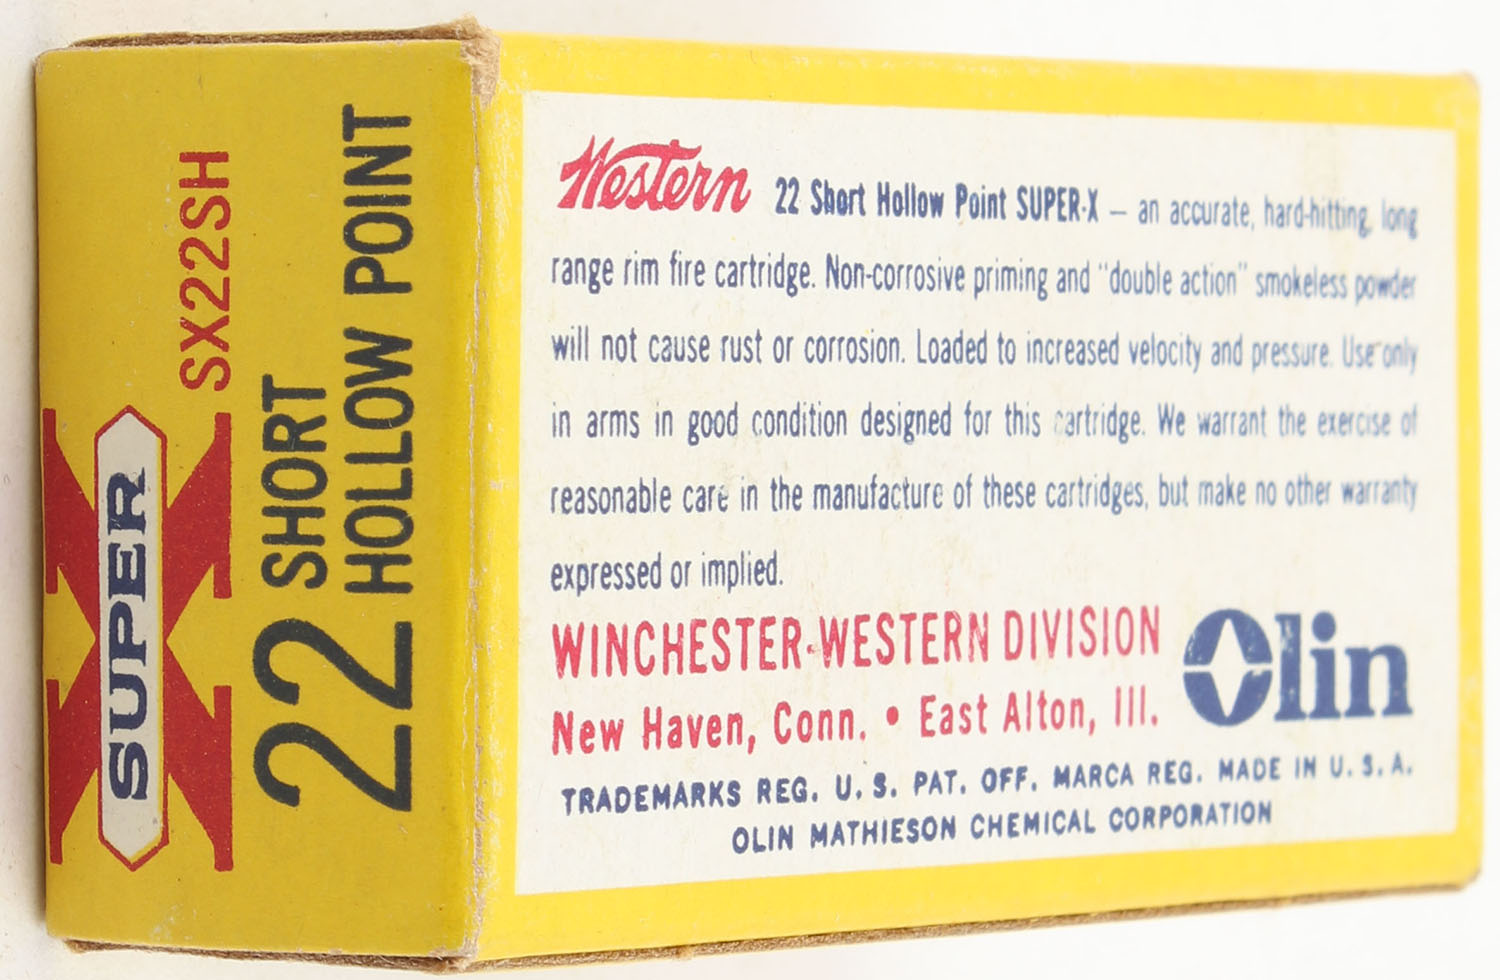 SUPER X
SX22SH
22 SHORT
HOLLOW POINT
Western 22 Short Hollow Point SUPER-X — an accurate, hard-hitting, long
range rim fire cartridge. Non-corrosive priming and "double action" smokeless powder
will not cause rust or corrosion. Loaded to increased velocity and pressure. Use only
in arms in good condition designed for this cartridge. We warrant the exercise of
reasonable care in the manufacture of these cartridges, but make no other warranty
expressed or implied.
WINCHESTER-WESTERN DIVISION
New Haven, Conn. • East Alton, Ill.
Olin
TRADEMARKS REG. U. S. PAT. OFF. MARCA REG. MADE IN U. S. A.
OLIN MATHIESON CHEMICAL CORPORATION